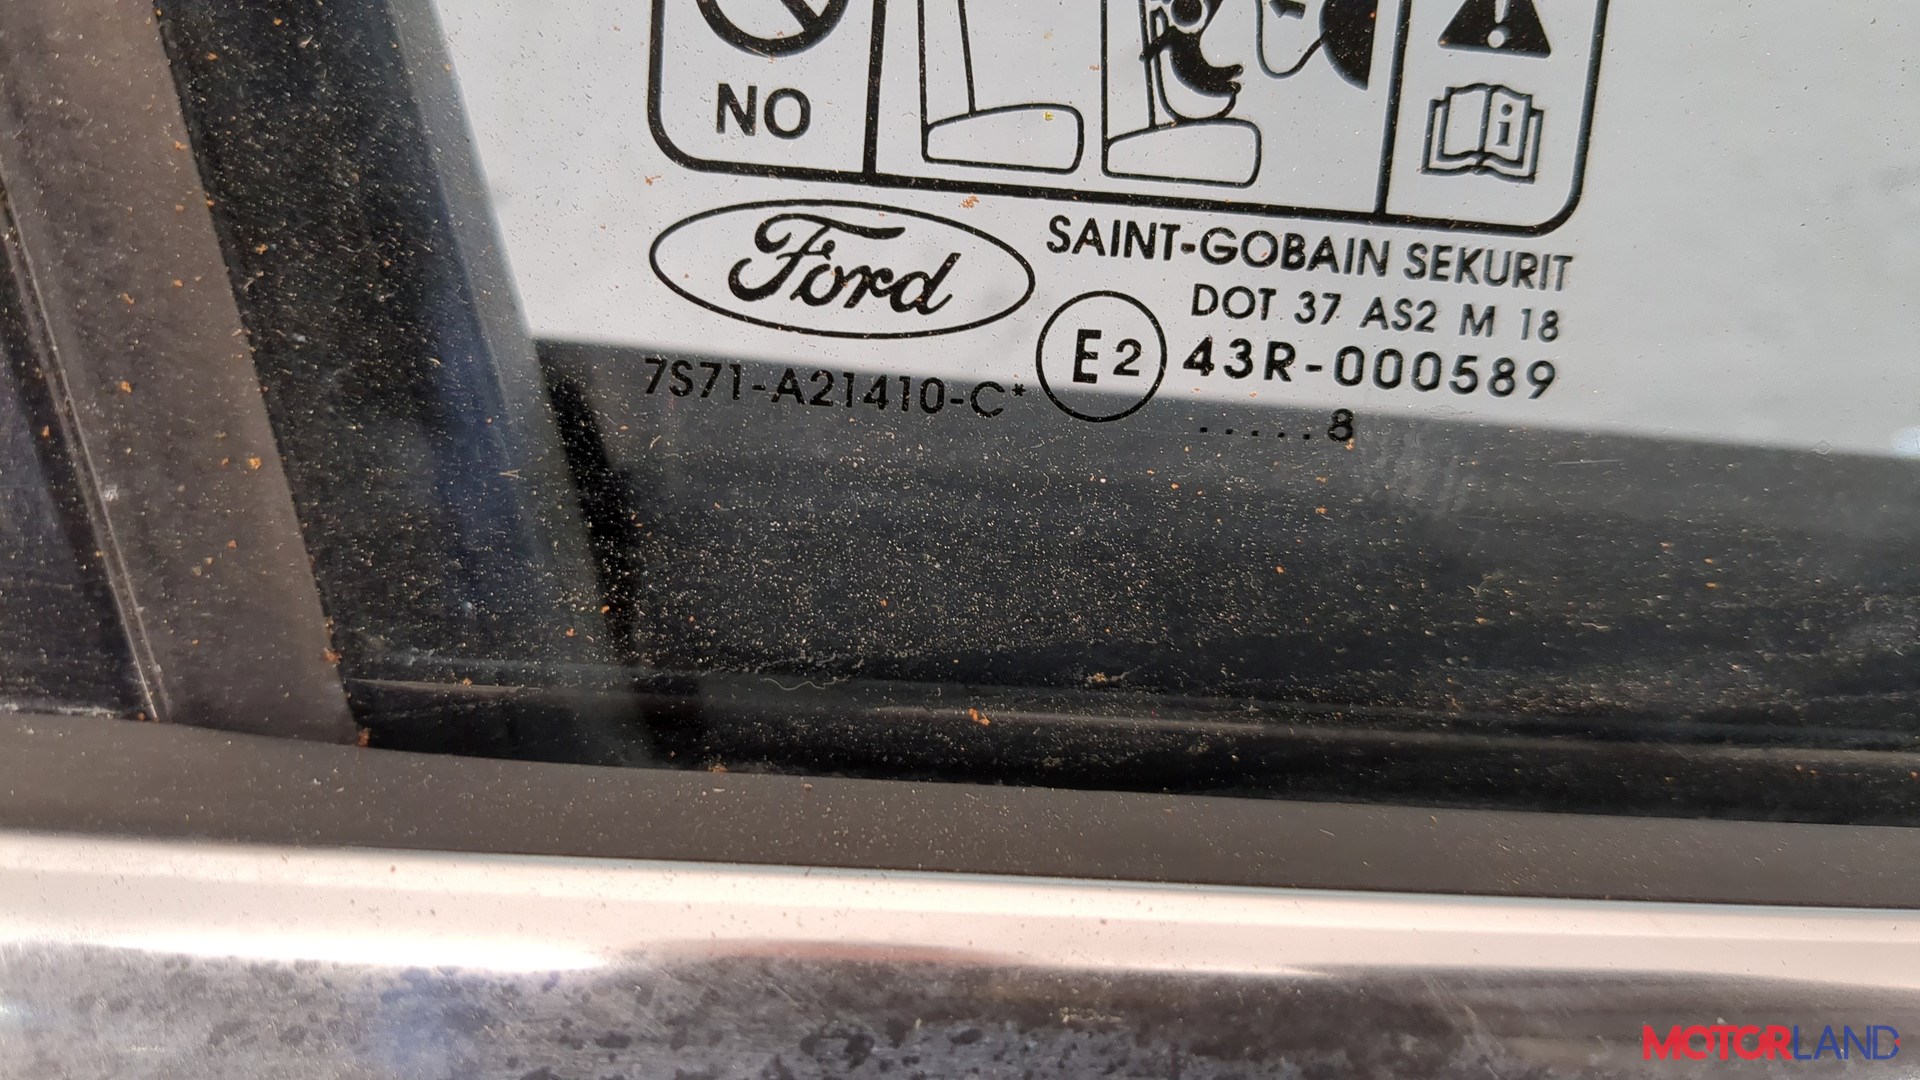 NO
i
Ford
SAINT-GOBAIN SEKURIT
DOT 37 AS2 M 18
E2 43R-000589
7S71-A21410-C*
.....8
MOTORLAND